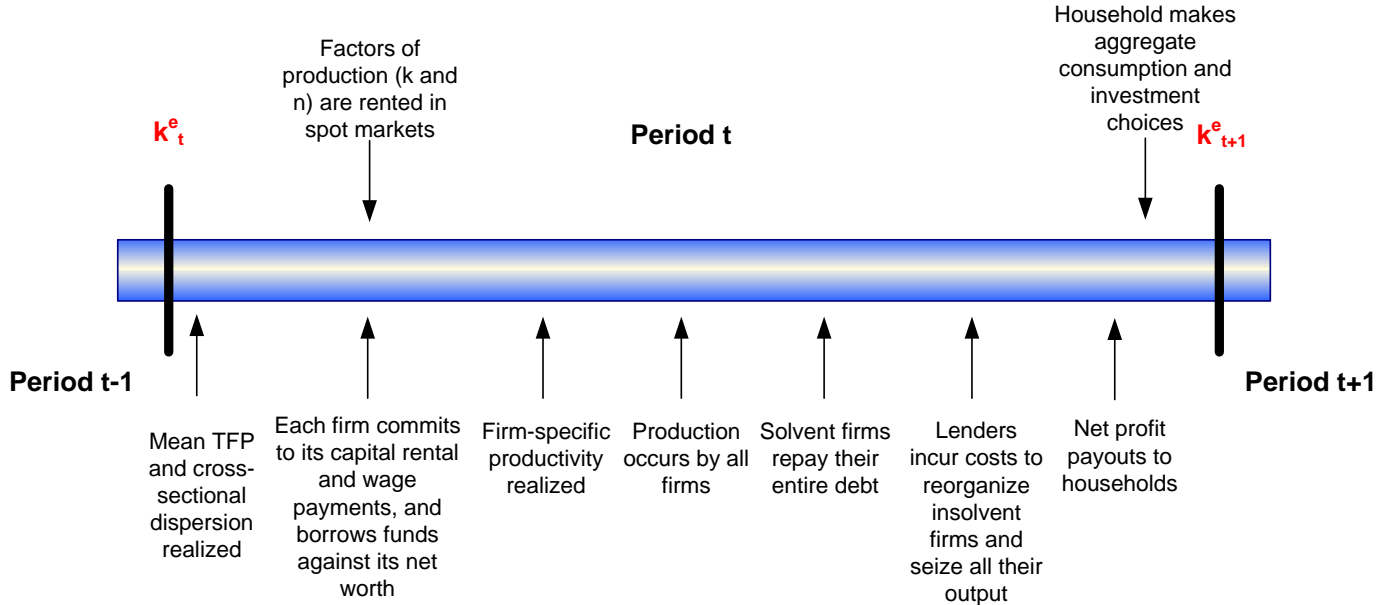 Household makes
aggregate
consumption and
investment
choices
Factors of
production (k and
n) are rented in
spot markets
k^e_t
Period t
k^e_{t+1}
Period t-1
Period t+1
Mean TFP
and cross-
sectional
dispersion
realized
Each firm commits
to its capital rental
and wage
payments, and
borrows funds
against its net
worth
Firm-specific
productivity
realized
Production
occurs by all
firms
Solvent firms
repay their
entire debt
Lenders
incur costs to
reorganize
insolvent
firms and
seize all their
output
Net profit
payouts to
households